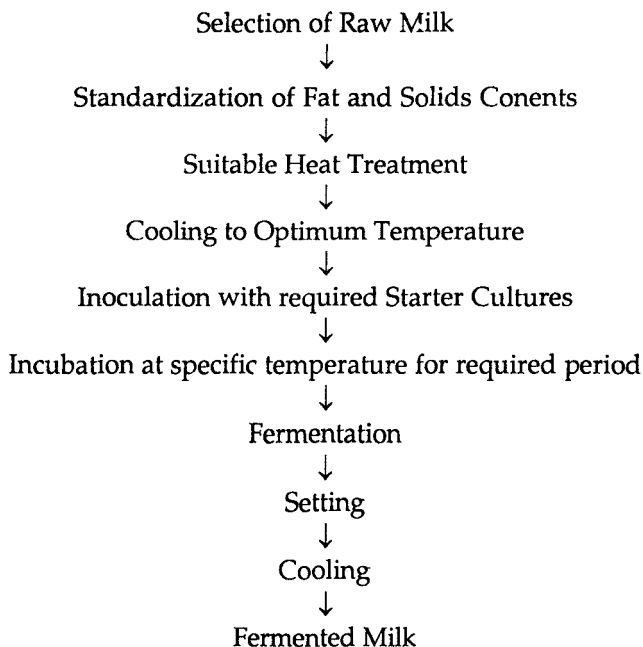 Selection of Raw Milk
↓
Standardization of Fat and Solids Conents
↓
Suitable Heat Treatment
↓
Cooling to Optimum Temperature
↓
Inoculation with required Starter Cultures
↓
Incubation at specific temperature for required period
↓
Fermentation
↓
Setting
↓
Cooling
↓
Fermented Milk